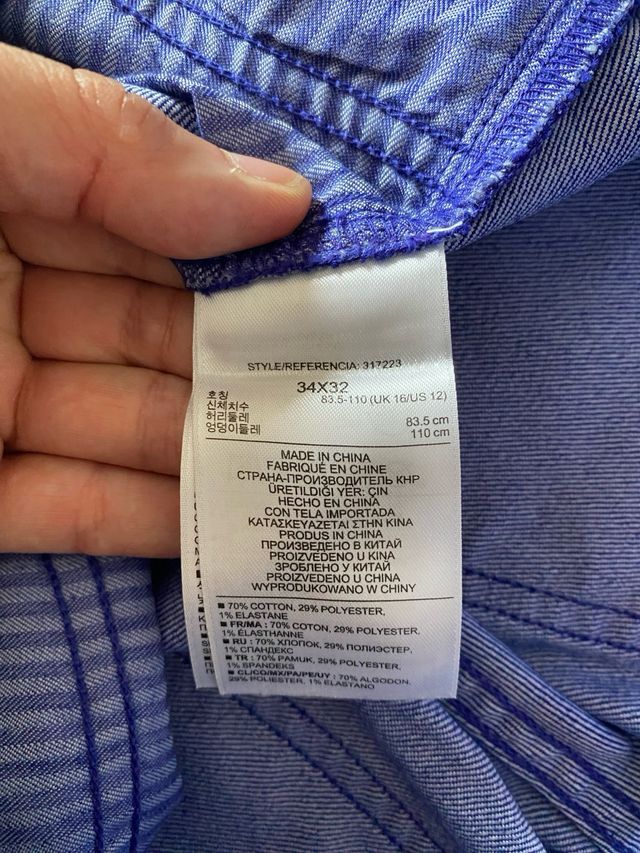 STYLE/REFERENCIA: 317223
34X32
호칭
신체치수 83.5-110 (UK 16/US 12)
허리둘레 83.5 cm
엉덩이둘레 110 cm
MADE IN CHINA
FABRIQUÉ EN CHINE
СТРАНА-ПРОИЗВОДИТЕЛЬ КНР
ÜRETILDIĞI YER: ÇIN
HECHO EN CHINA
CON TELA IMPORTADA
ΚΑΤΑΣΚΕΥΑΖΕΤΑΙ ΣΤΗΝ ΚΙΝΑ
PRODUS IN CHINA
ПРОИЗВЕДЕНО В КИТАЙ
PROIZVEDENO U KINA
ЗРОБЛЕНО У КИТАЙ
PROIZVEDENO U CHINA
WYPRODUKOWANO W CHINY
■ 70% COTTON, 29% POLYESTER,
1% ELASTANE
■ FR/MA : 70% COTON, 29% POLYESTER,
1% ÉLASTHANNE
■ RU : 70% ХЛОПОК, 29% ПОЛИЭСТЕР,
1% СПАНДЕКС
■ TR : 70% PAMUK, 29% POLYESTER,
1% SPANDEKS
■ CL/CO/MX/PA/PE/UY : 70% ALGODON,
29% POLIESTER, 1% ELASTANO